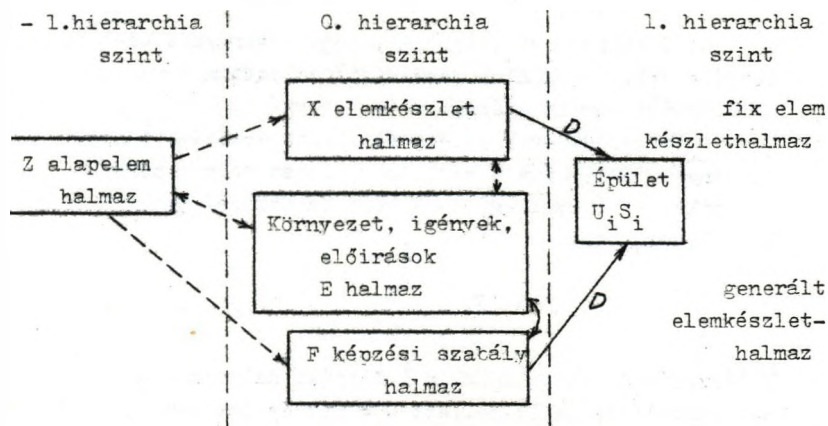 - 1.hierarchia
szint
0. hierarchia
szint
1. hierarchia
szint
X elemkészlet
halmaz
D
fix elem
készlethalmaz
Z alapelem
halmaz
Épület
UiSi
Környezet, igények,
előirások
E halmaz
D
generált
elemkészlet-
halmaz
F képzési szabály
halmaz